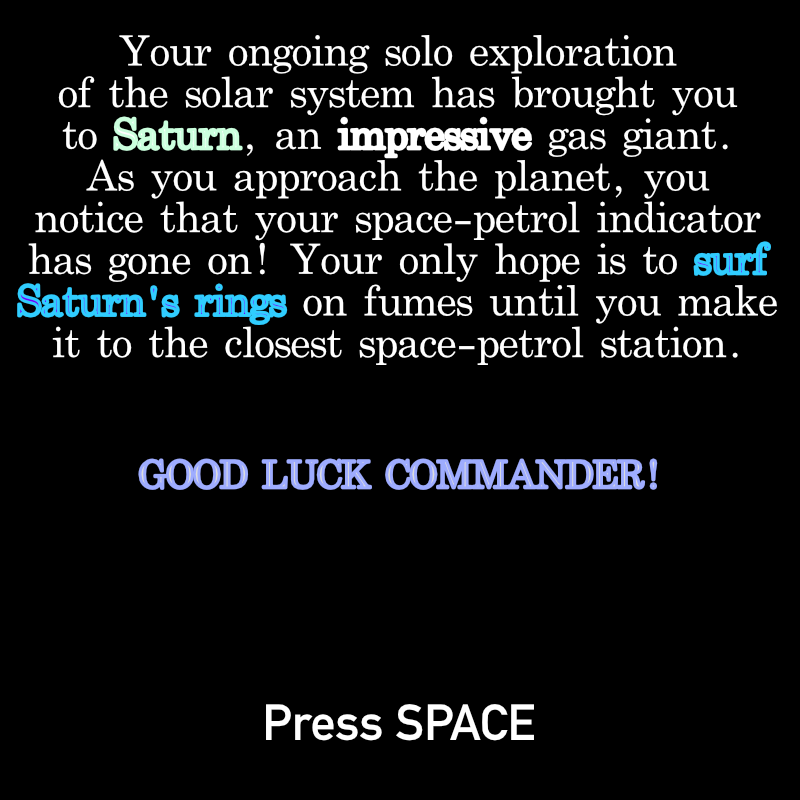 Your ongoing solo exploration
of the solar system has brought you
to Saturn, an impressive gas giant.
As you approach the planet, you
notice that your space-petrol indicator
has gone on! Your only hope is to surf
Saturn's rings on fumes until you make
it to the closest space-petrol station.
GOOD LUCK COMMANDER!
Press SPACE